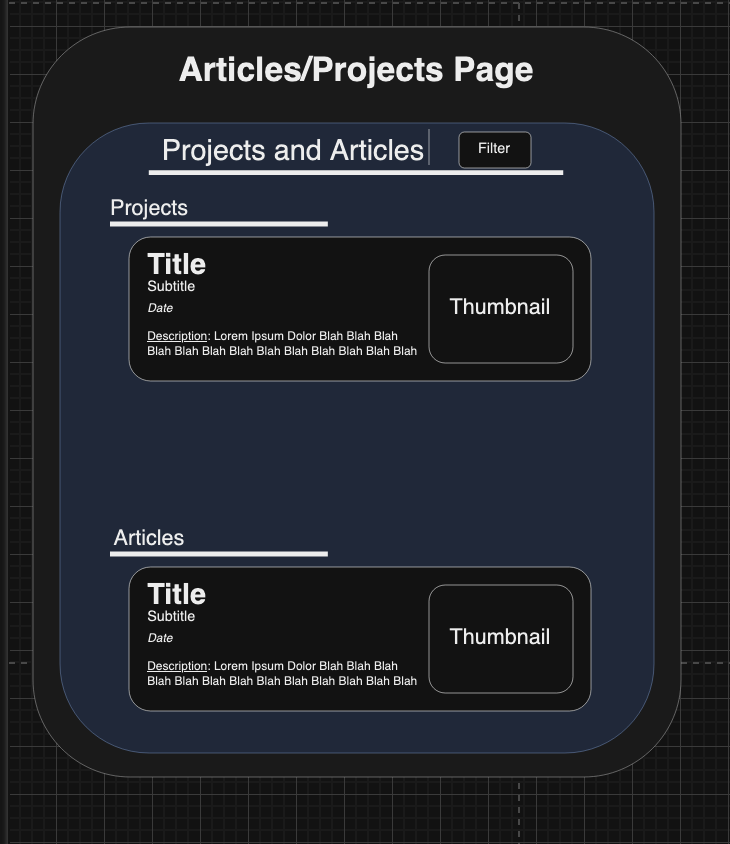 Articles/Projects Page
Projects and Articles
Filter
Projects
Title
Subtitle
Date
Description: Lorem Ipsum Dolor Blah Blah Blah
Blah Blah Blah Blah Blah Blah Blah Blah Blah Blah
Thumbnail
Articles
Title
Subtitle
Date
Description: Lorem Ipsum Dolor Blah Blah Blah
Blah Blah Blah Blah Blah Blah Blah Blah Blah Blah
Thumbnail